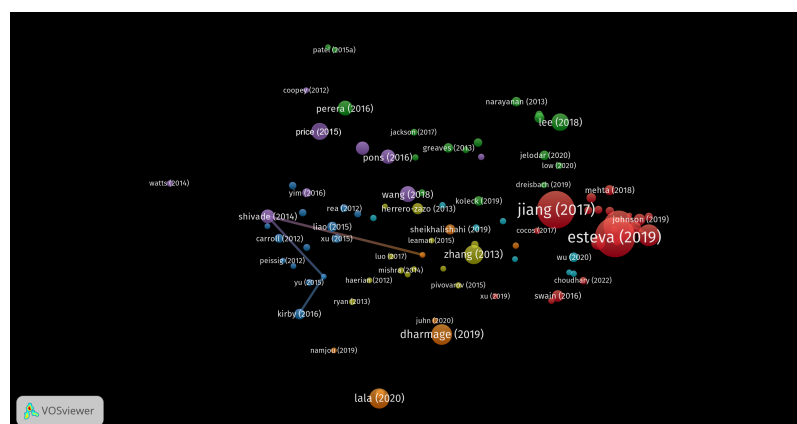 patel (2015a)
coopey (2012)
narayanan (2013)
perera (2016)
lee (2018)
price (2015)
jackson (2017)
greaves (2013)
pons (2016)
jelodar (2020)
low (2020)
watts (2014)
dreisbach (2019)
mehta (2018)
yim (2016)
wang (2018)
koleck (2019)
rea (2012)
herrero-zazo (2013)
jiang (2017)
shivade (2014)
johnson (2019)
liao (2015)
sheikhalishahi (2019)
cocos (2017)
esteva (2019)
carroll (2012)
xu (2015)
leaman (2015)
zhang (2013)
luo (2017)
wu (2020)
peissig (2012)
mishra (2014)
yu (2015)
haerian (2012)
pivovarov (2015)
choudhary (2022)
xu (2019)
swain (2016)
ryan (2013)
kirby (2016)
juhn (2020)
dharmage (2019)
namjou (2019)
lala (2020)
VOSviewer